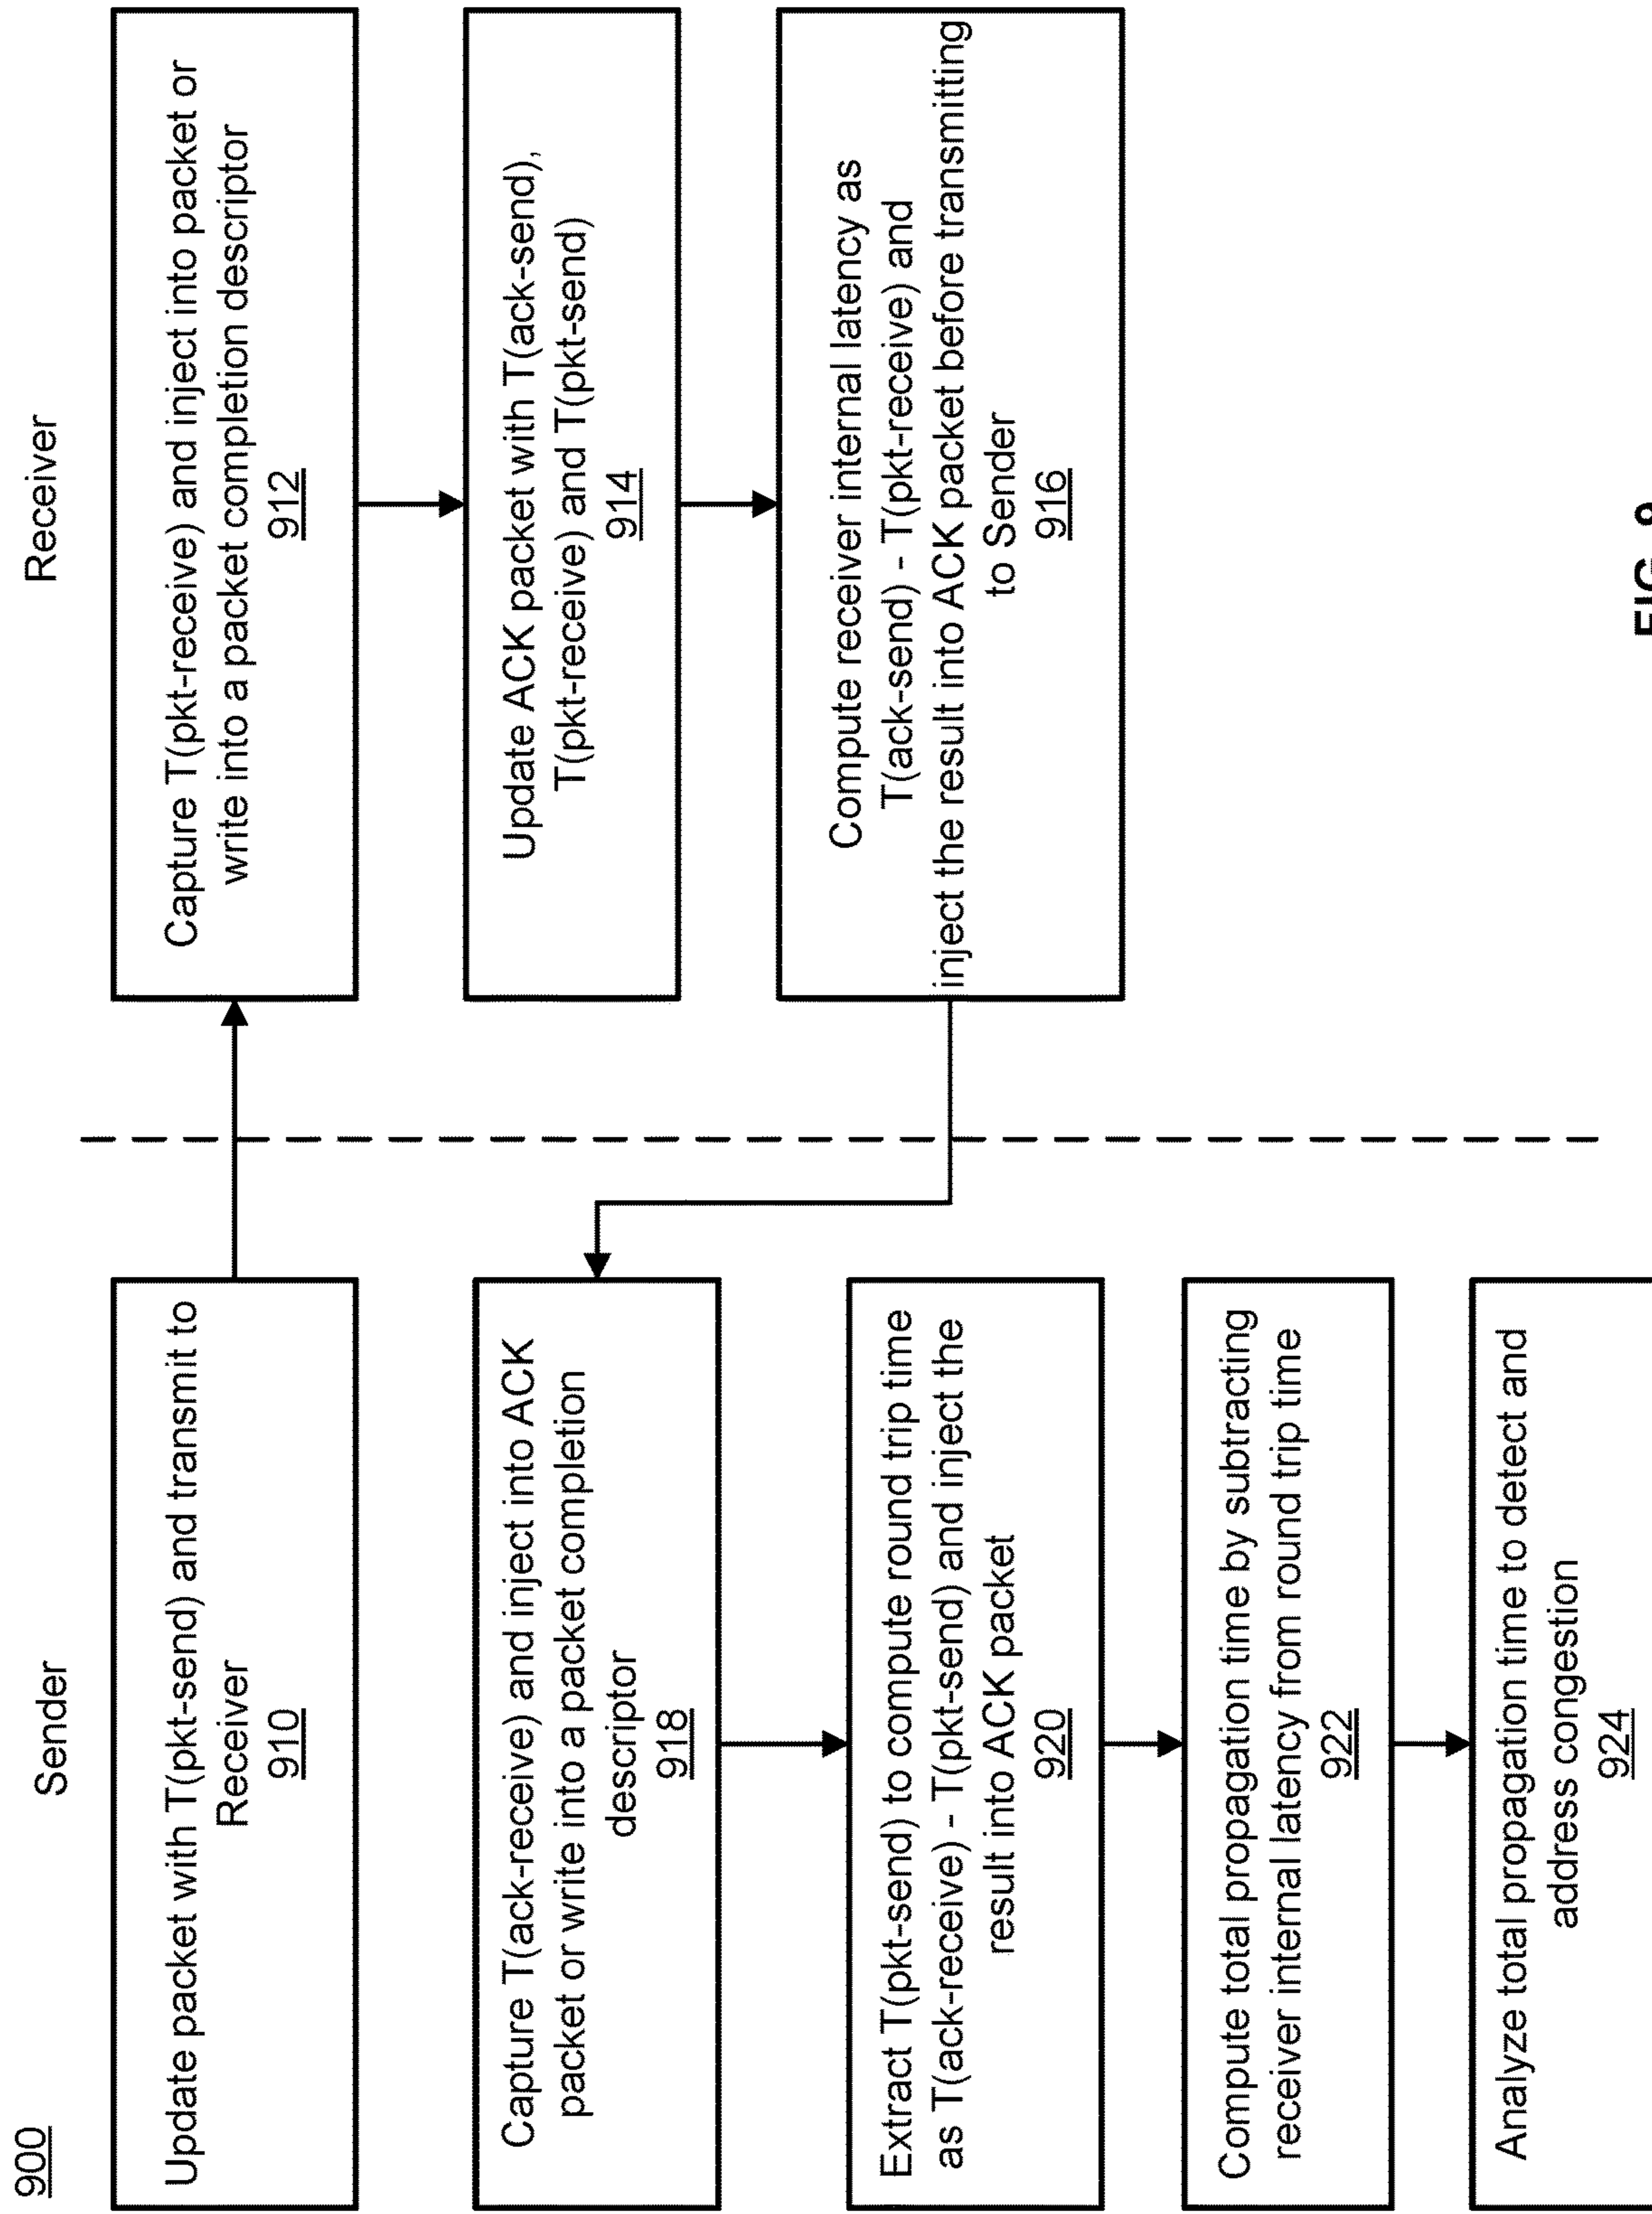 900
Sender
Receiver
Update packet with T(pkt-send) and transmit to
Receiver
910
Capture T(pkt-receive) and inject into packet or
write into a packet completion descriptor
912
Update ACK packet with T(ack-send),
T(pkt-receive) and T(pkt-send)
914
Compute receiver internal latency as
T(ack-send) - T(pkt-receive) and
inject the result into ACK packet before transmitting
to Sender
916
Capture T(ack-receive) and inject into ACK
packet or write into a packet completion
descriptor
918
Extract T(pkt-send) to compute round trip time
as T(ack-receive) - T(pkt-send) and inject the
result into ACK packet
920
Compute total propagation time by subtracting
receiver internal latency from round trip time
922
Analyze total propagation time to detect and
address congestion
924
FIG. 9